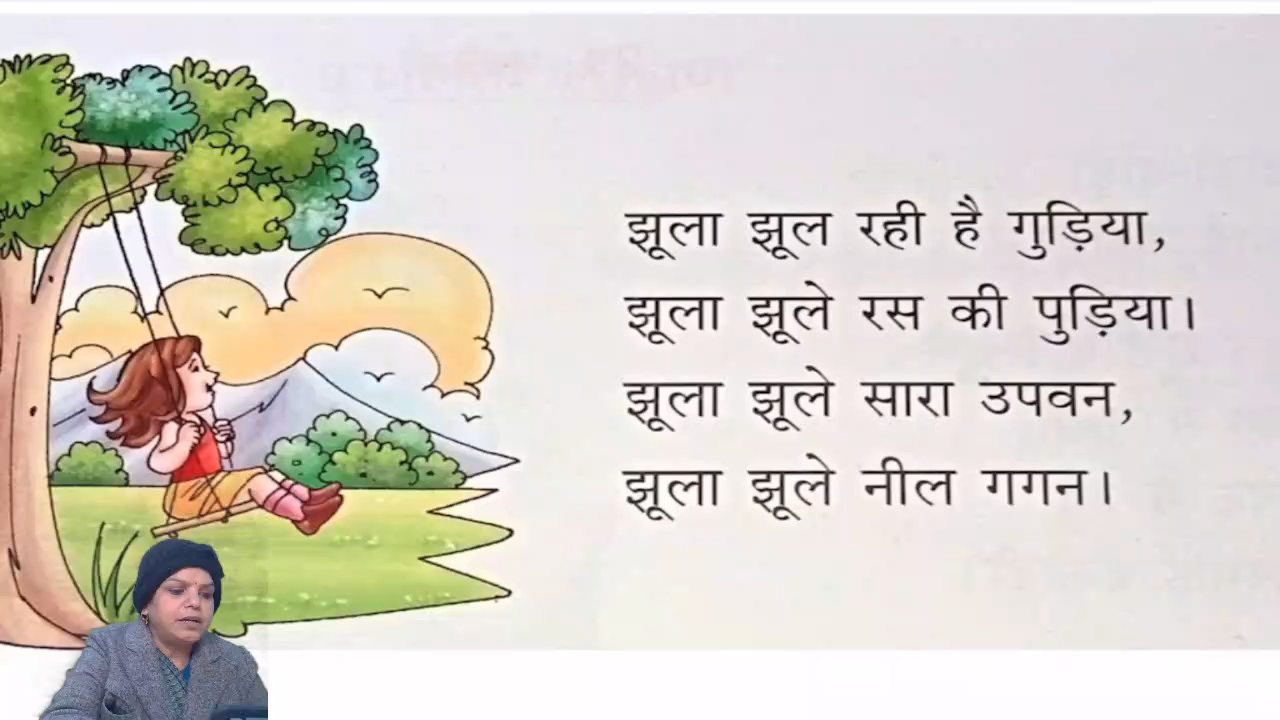 झूला झूल रही है गुड़िया,
झूला झूले रस की पुड़िया।
झूला झूले सारा उपवन,
झूला झूले नील गगन।